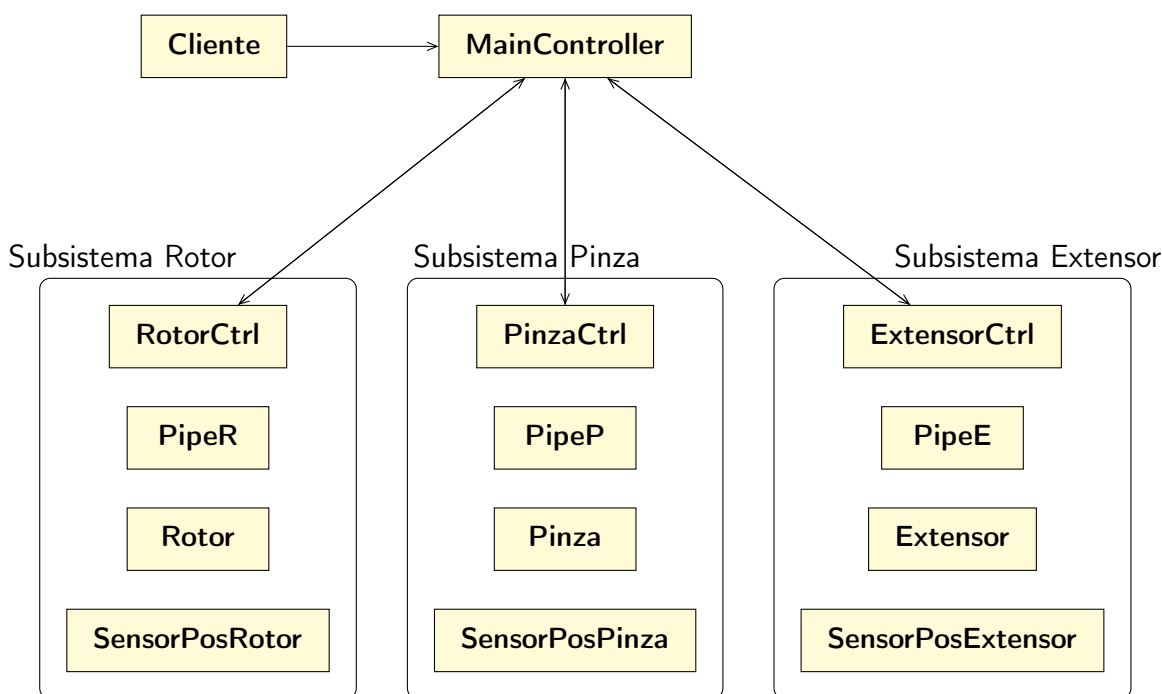 Cliente
MainController
Subsistema Rotor
Subsistema Pinza
Subsistema Extensor
RotorCtrl
PinzaCtrl
ExtensorCtrl
PipeR
PipeP
PipeE
Rotor
Pinza
Extensor
SensorPosRotor
SensorPosPinza
SensorPosExtensor